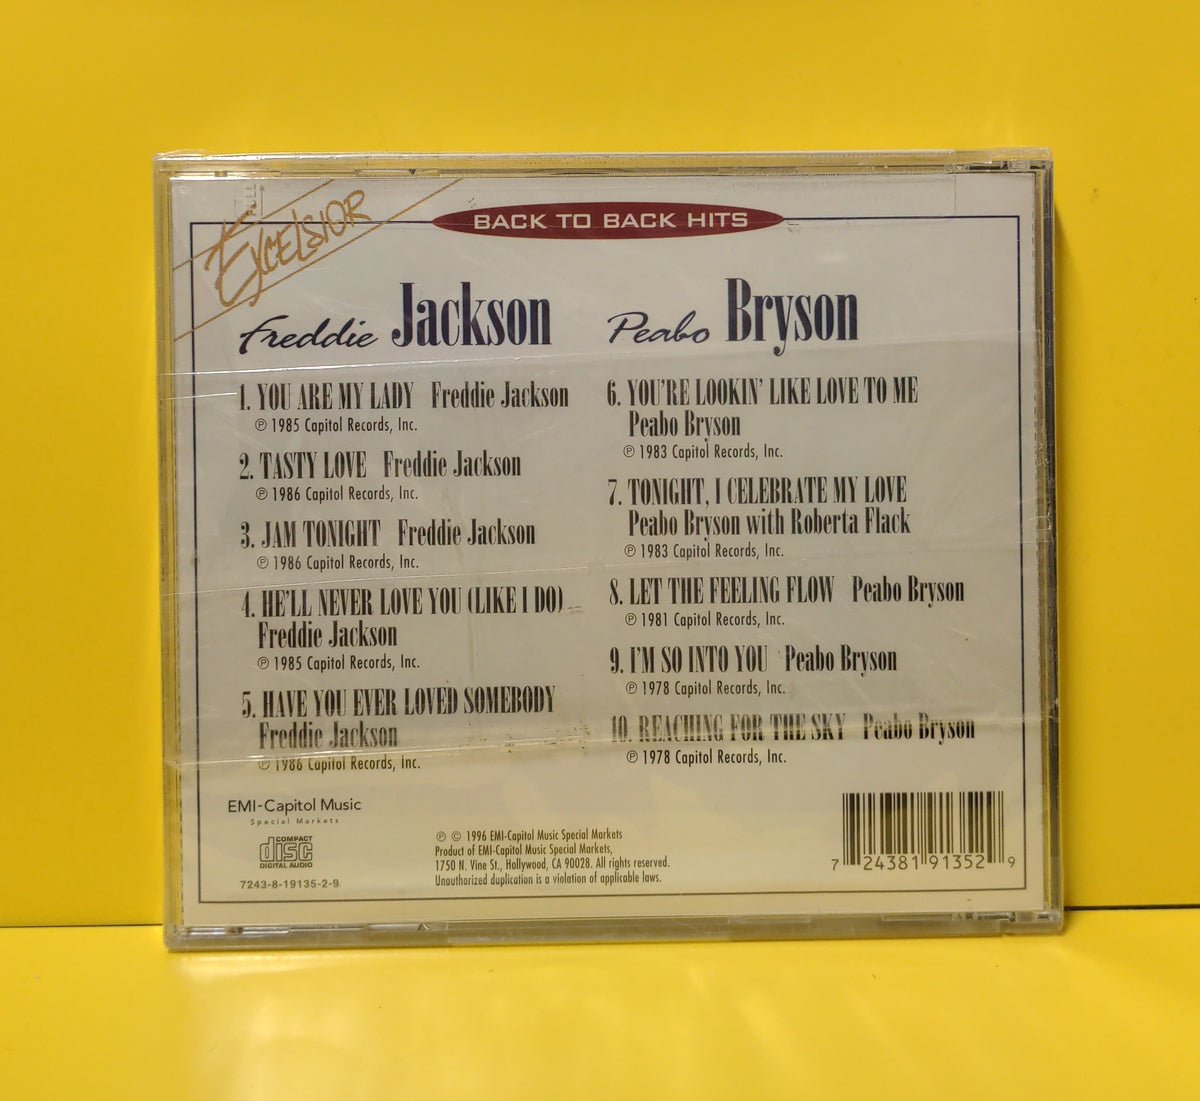 EXCELSIOR
BACK TO BACK HITS
Freddie Jackson
1. YOU ARE MY LADY Freddie Jackson
℗ 1985 Capitol Records, Inc.
2. TASTY LOVE Freddie Jackson
℗ 1986 Capitol Records, Inc.
3. JAM TONIGHT Freddie Jackson
℗ 1986 Capitol Records, Inc.
4. HE'LL NEVER LOVE YOU (LIKE I DO)
Freddie Jackson
℗ 1985 Capitol Records, Inc.
5. HAVE YOU EVER LOVED SOMEBODY
Freddie Jackson
℗ 1986 Capitol Records, Inc.
Peabo Bryson
6. YOU'RE LOOKIN' LIKE LOVE TO ME
Peabo Bryson
℗ 1983 Capitol Records, Inc.
7. TONIGHT, I CELEBRATE MY LOVE
Peabo Bryson with Roberta Flack
℗ 1983 Capitol Records, Inc.
8. LET THE FEELING FLOW Peabo Bryson
℗ 1981 Capitol Records, Inc.
9. I'M SO INTO YOU Peabo Bryson
℗ 1978 Capitol Records, Inc.
10. REACHING FOR THE SKY Peabo Bryson
℗ 1978 Capitol Records, Inc.
EMI-Capitol Music
Special Markets
COMPACT
disc
DIGITAL AUDIO
7243-8-19135-2-9
℗ © 1996 EMI-Capitol Music Special Markets
Product of EMI-Capitol Music Special Markets,
1750 N. Vine St., Hollywood, CA 90028. All rights reserved.
Unauthorized duplication is a violation of applicable laws.
7 24381 91352 9